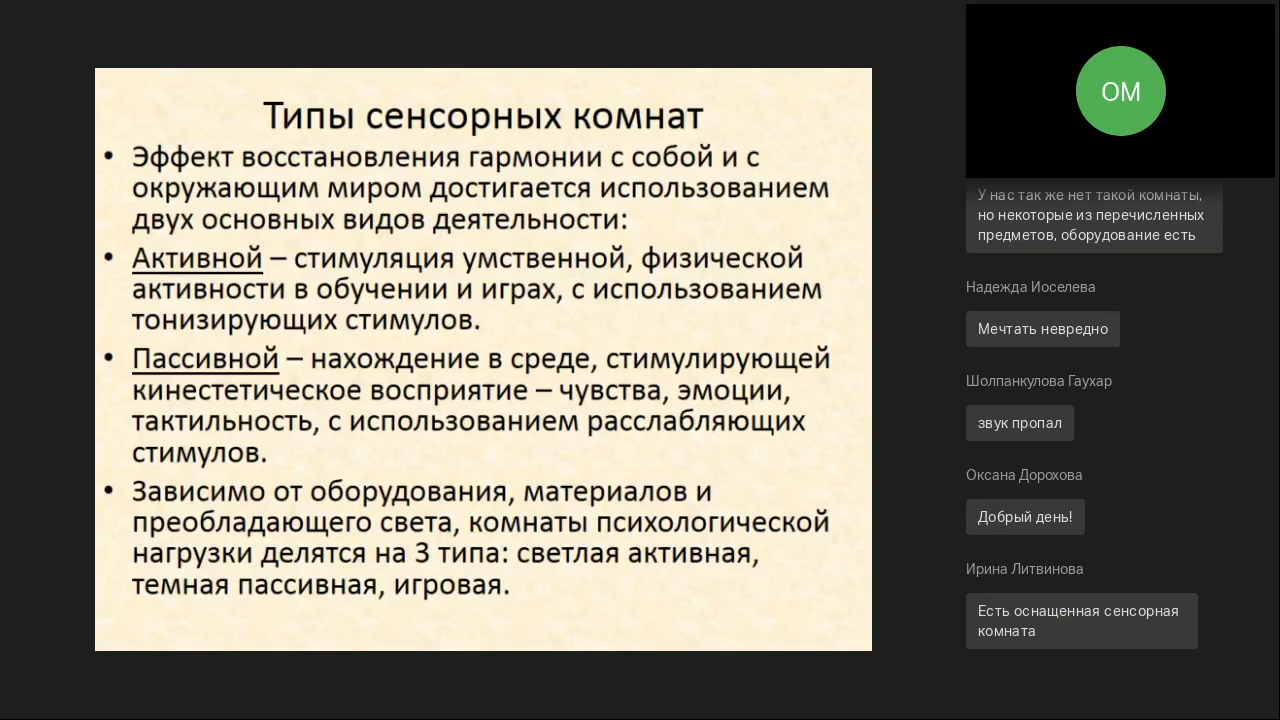 Типы сенсорных комнат
• Эффект восстановления гармонии с собой и с
окружающим миром достигается использованием
двух основных видов деятельности:
• Активной – стимуляция умственной, физической
активности в обучении и играх, с использованием
тонизирующих стимулов.
• Пассивной – нахождение в среде, стимулирующей
кинестетическое восприятие – чувства, эмоции,
тактильность, с использованием расслабляющих
стимулов.
• Зависимо от оборудования, материалов и
преобладающего света, комнаты психологической
нагрузки делятся на 3 типа: светлая активная,
темная пассивная, игровая.
ОМ
У нас так же нет такой комнаты,
но некоторые из перечисленных
предметов, оборудование есть
Надежда Иоселева
Мечтать невредно
Шолпанкулова Гаухар
звук пропал
Оксана Дорохова
Добрый день!
Ирина Литвинова
Есть оснащенная сенсорная
комната